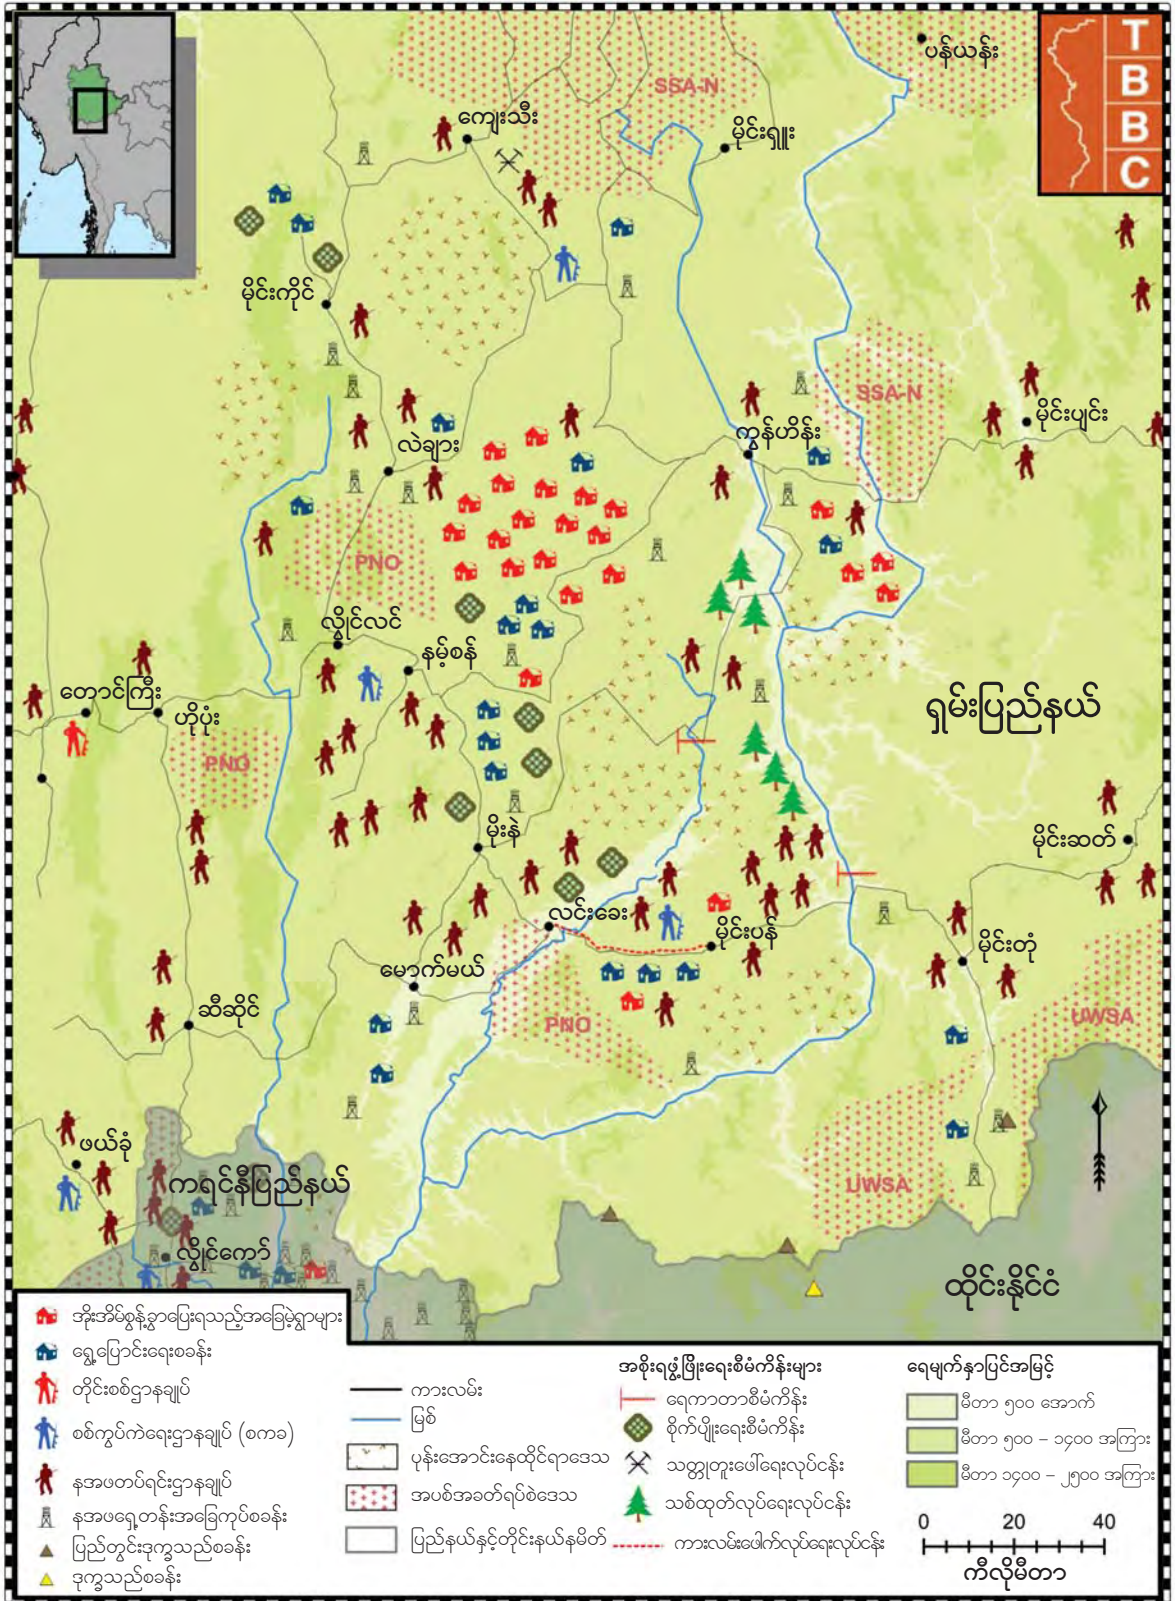 T
B
B
C
ပန်ယန်း
SSA-N
ကျေးသီး
မိုင်းရှူး
မိုင်းကိုင်
SSA-N
မိုင်းပျဉ်း
ကွန်ဟိန်း
လဲချား
PNO
လွိုင်လင်
နမ့်စန်
တောင်ကြီး
ဟိုပုံး
ရှမ်းပြည်နယ်
PNO
မိုးနဲ
မိုင်းဆတ်
လင်းခေး
မိုင်းပန်
မိုင်းတုံ
မောက်မယ်
ဆီဆိုင်
PNO
UWSA
ဖယ်ခုံ
ကရင်နီပြည်နယ်
UWSA
လွိုင်ကော်
ထိုင်းနိုင်ငံ
အိုးအိမ်စွန့်ခွာပြေးရသည့်အခြေမဲ့ရွာများ
ရွှေ့ပြောင်းရေးစခန်း
တိုင်းစစ်ဌာနချုပ်
စစ်ကွပ်ကဲရေးဌာနချုပ် (စကခ)
နအဖတပ်ရင်းဌာနချုပ်
နအဖရှေ့တန်းအခြေကုပ်စခန်း
ပြည်တွင်းဒုက္ခသည်စခန်း
ဒုက္ခသည်စခန်း
ကားလမ်း
မြစ်
ပုန်းအောင်းနေထိုင်ရာဒေသ
အပစ်အခတ်ရပ်စဲဒေသ
ပြည်နယ်နှင့်တိုင်းနယ်နမိတ်
အစိုးရဖွံ့ဖြိုးရေးစီမံကိန်းများ
ရေကာတာစီမံကိန်း
စိုက်ပျိုးရေးစီမံကိန်း
သတ္တုတူးဖေါ်ရေးလုပ်ငန်း
သစ်ထုတ်လုပ်ရေးလုပ်ငန်း
ကားလမ်းဖေါက်လုပ်ရေးလုပ်ငန်း
ရေမျက်နှာပြင်အမြင့်
မီတာ ၅၀၀ အောက်
မီတာ ၅၀၀ – ၁၄၀၀ အကြား
မီတာ ၁၄၀၀ – ၂၅၀၀ အကြား
0 20 40
ကီလိုမီတာ